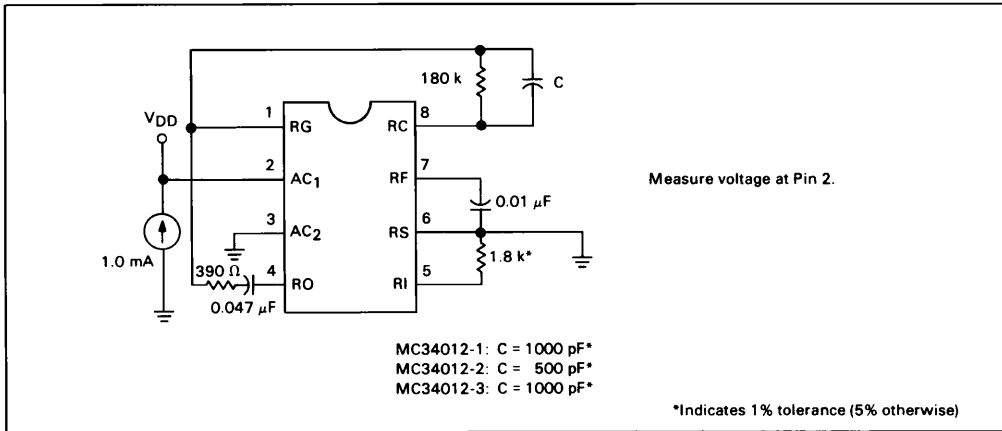 180 k
C
1 RG
RC 8
VDD
2 AC1
RF 7
Measure voltage at Pin 2.
0.01 μF
3 AC2
RS 6
1.0 mA
390 Ω
4 RO
RI 5
1.8 k*
0.047 μF
MC34012-1: C = 1000 pF*
MC34012-2: C = 500 pF*
MC34012-3: C = 1000 pF*
*Indicates 1% tolerance (5% otherwise)